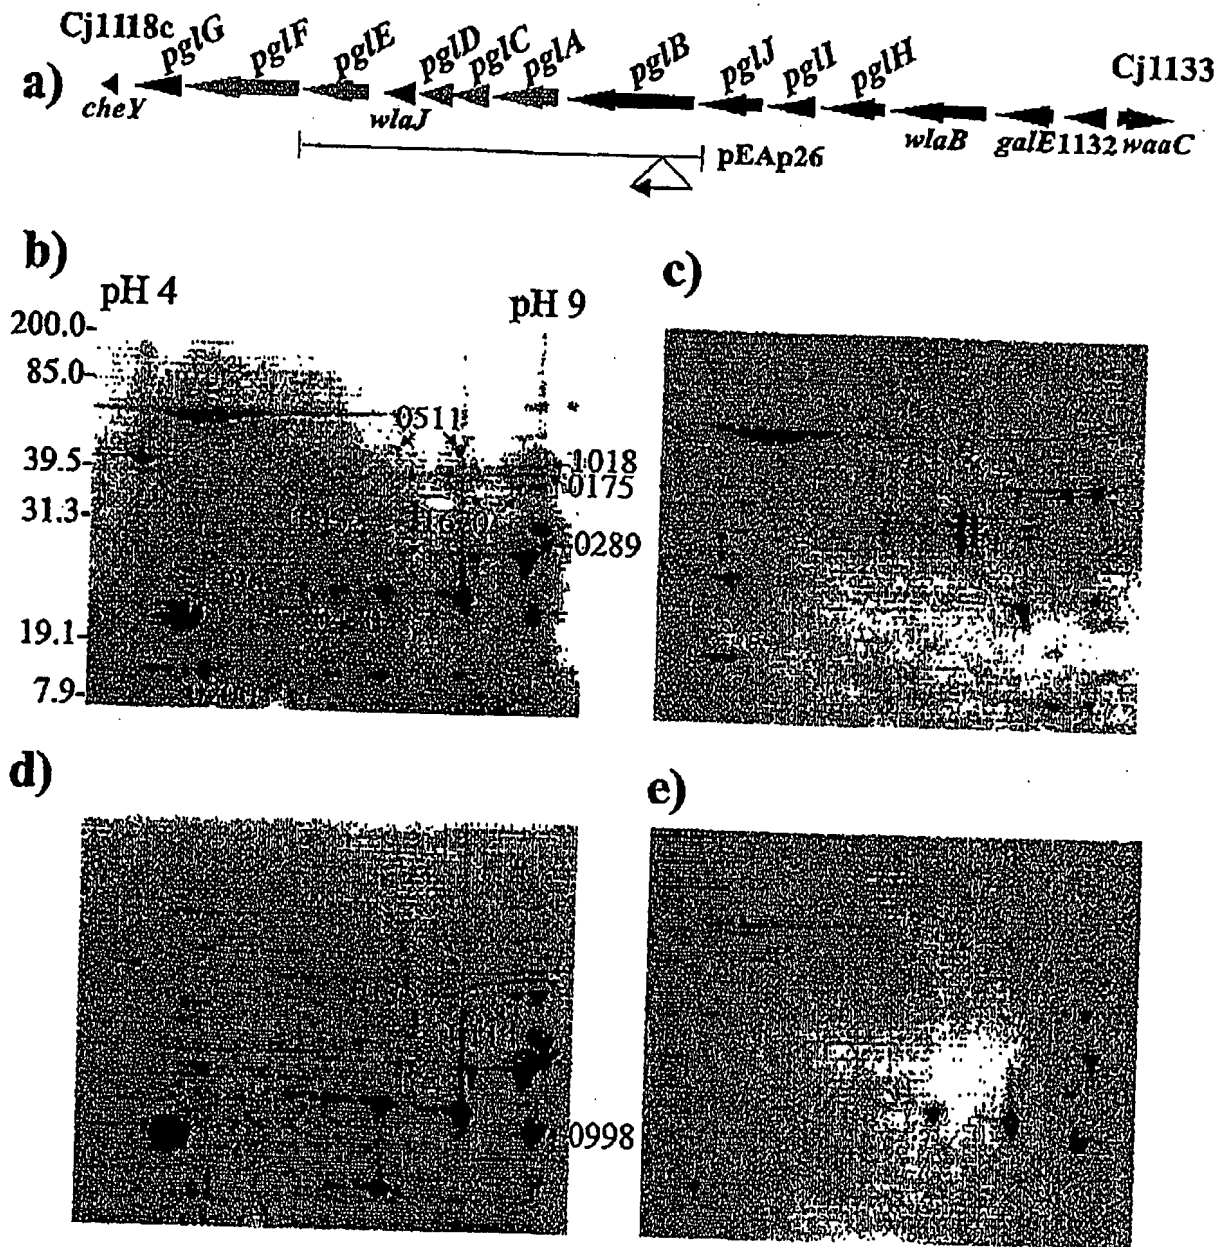 a)
Cj1118c pglG pglF pglE pglD pglC pglA pglB pglJ pglI pglH Cj1133
cheY wlaJ wlaB galE 1132 waaC
pEAp26
b)
pH 4 pH 9
200.0-
85.0-
39.5-
31.3-
19.1-
7.9-
0511
1018
0175
0289
c)
d)
0998
e)